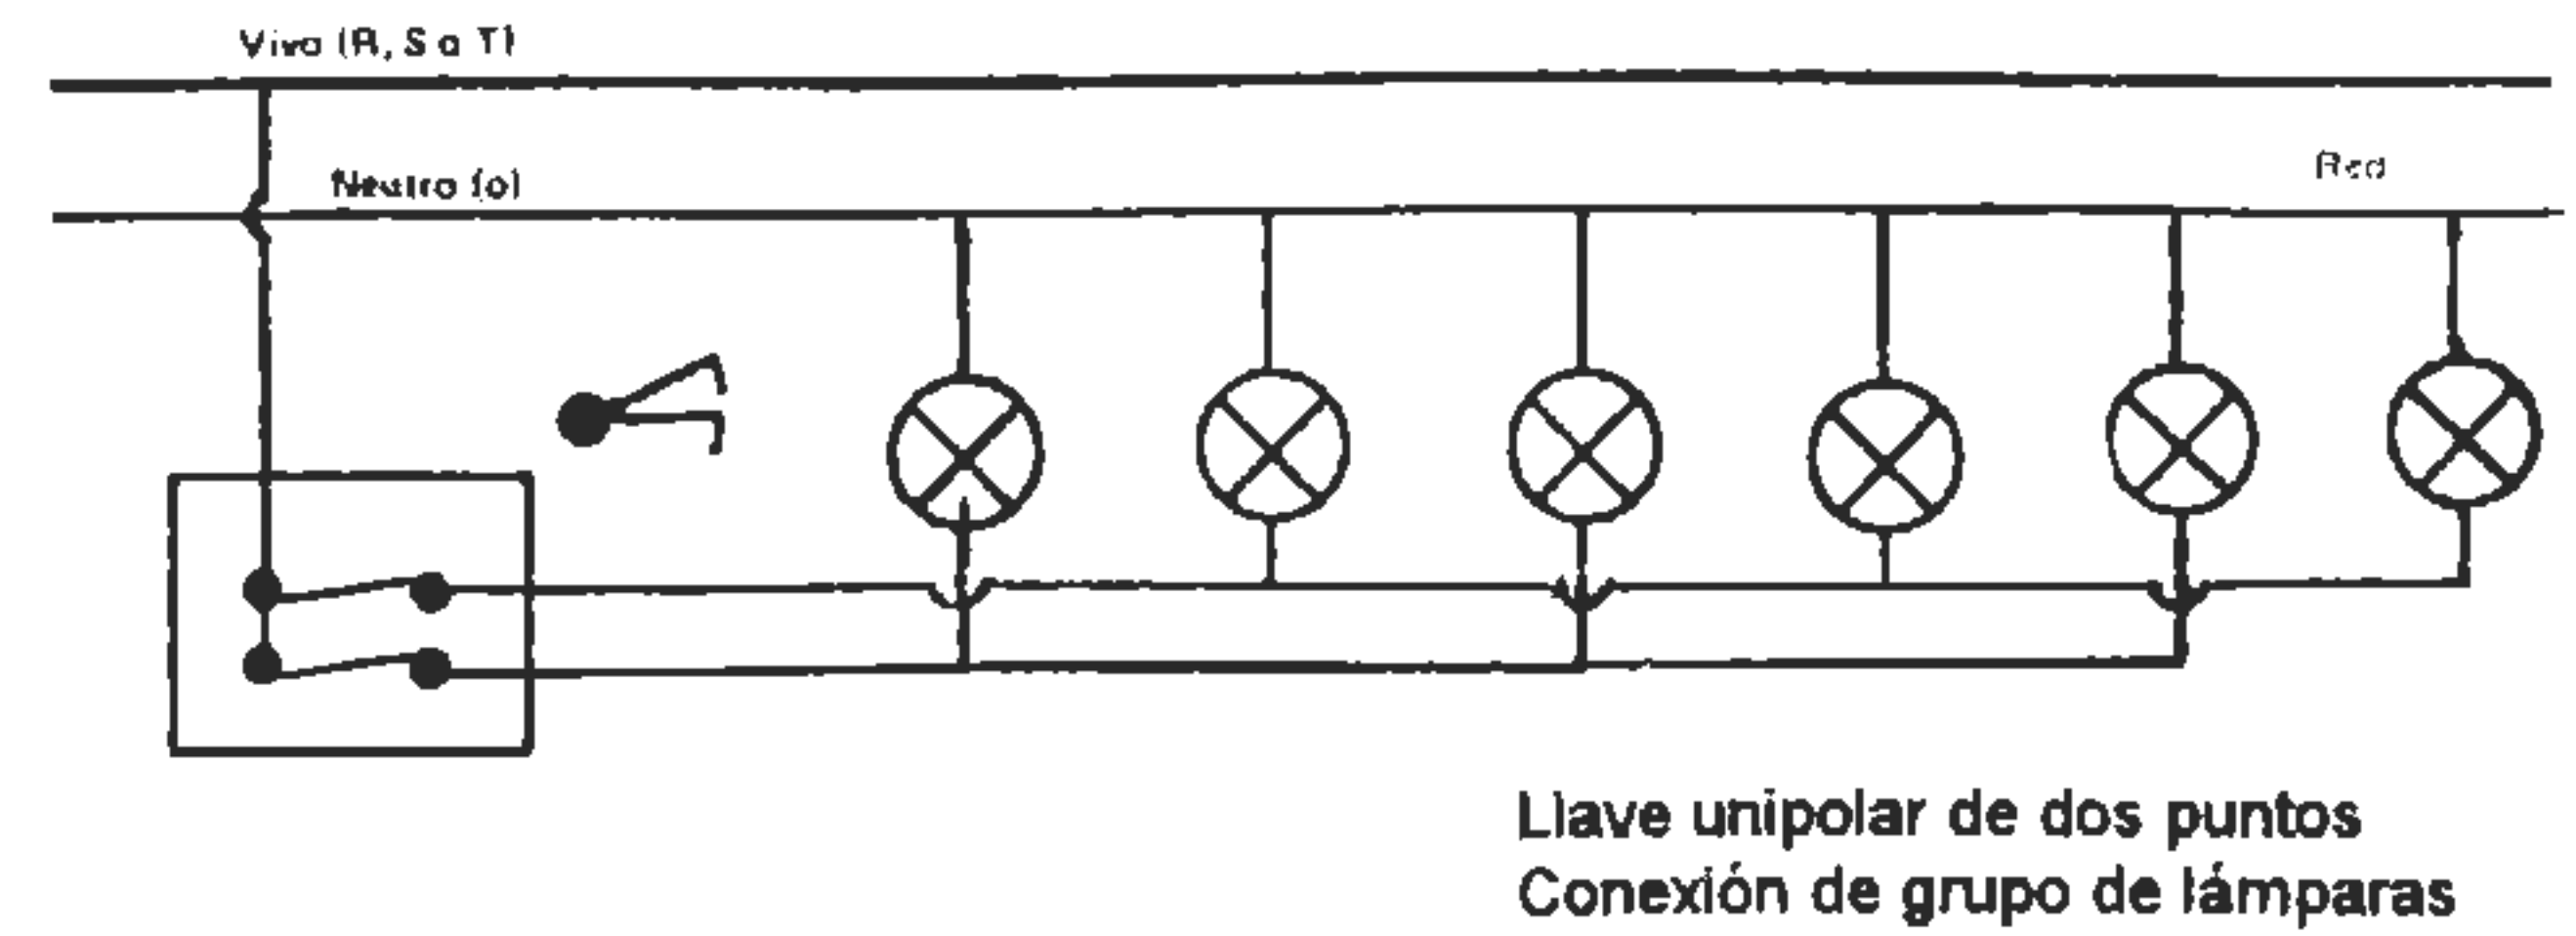 Vivo (R, S o T)
Neutro (o)
Red
Llave unipolar de dos puntos
Conexión de grupo de lámparas